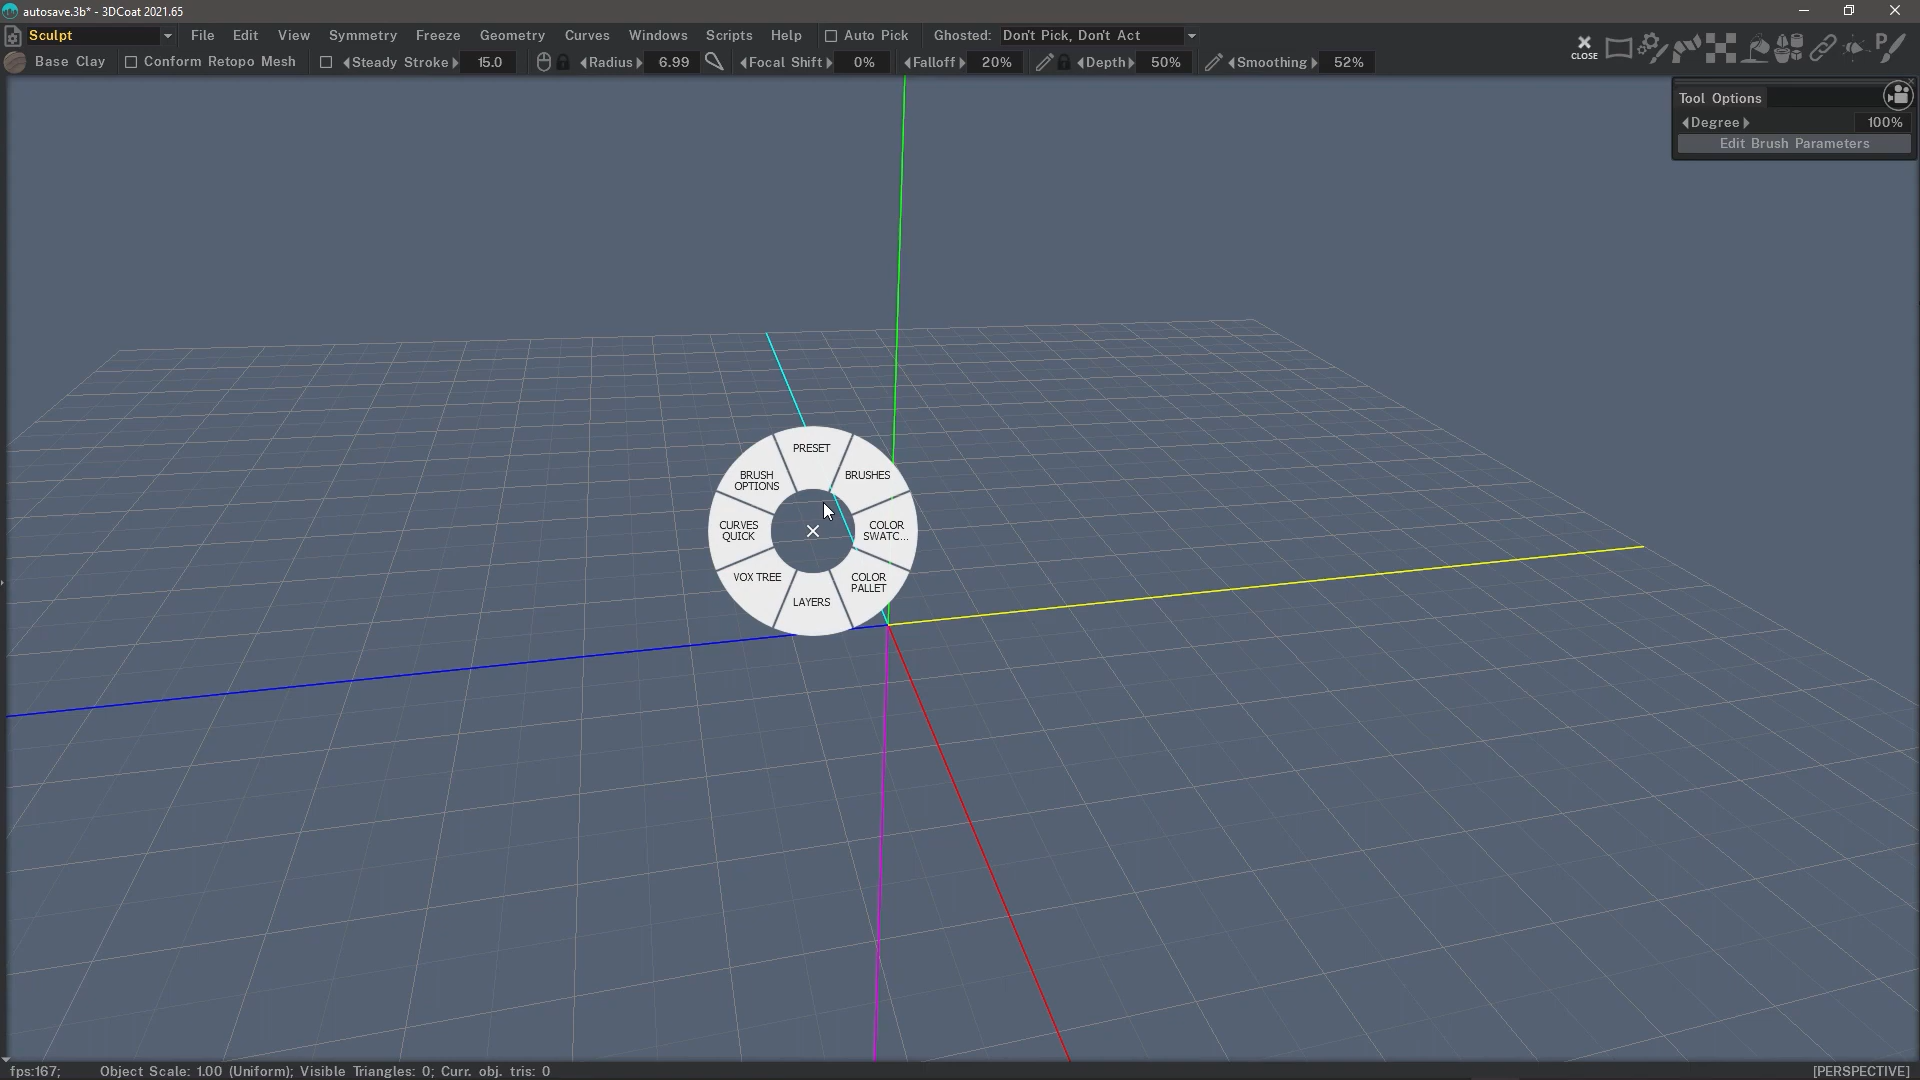 autosave.3b* - 3DCoat 2021.65
Sculpt File Edit View Symmetry Freeze Geometry Curves Windows Scripts Help Auto Pick Ghosted: Don't Pick, Don't Act
CLOSE
Base Clay Conform Retopo Mesh Steady Stroke 15.0 Radius 6.99 Focal Shift 0% Falloff 20% Depth 50% Smoothing 52%
Tool Options
Degree 100%
Edit Brush Parameters
PRESET
BRUSH
OPTIONS
BRUSHES
CURVES
QUICK
COLOR
SWATC...
VOX TREE
COLOR
PALLET
LAYERS
fps:167; Object Scale: 1.00 (Uniform); Visible Triangles: 0; Curr. obj. tris: 0
[PERSPECTIVE]